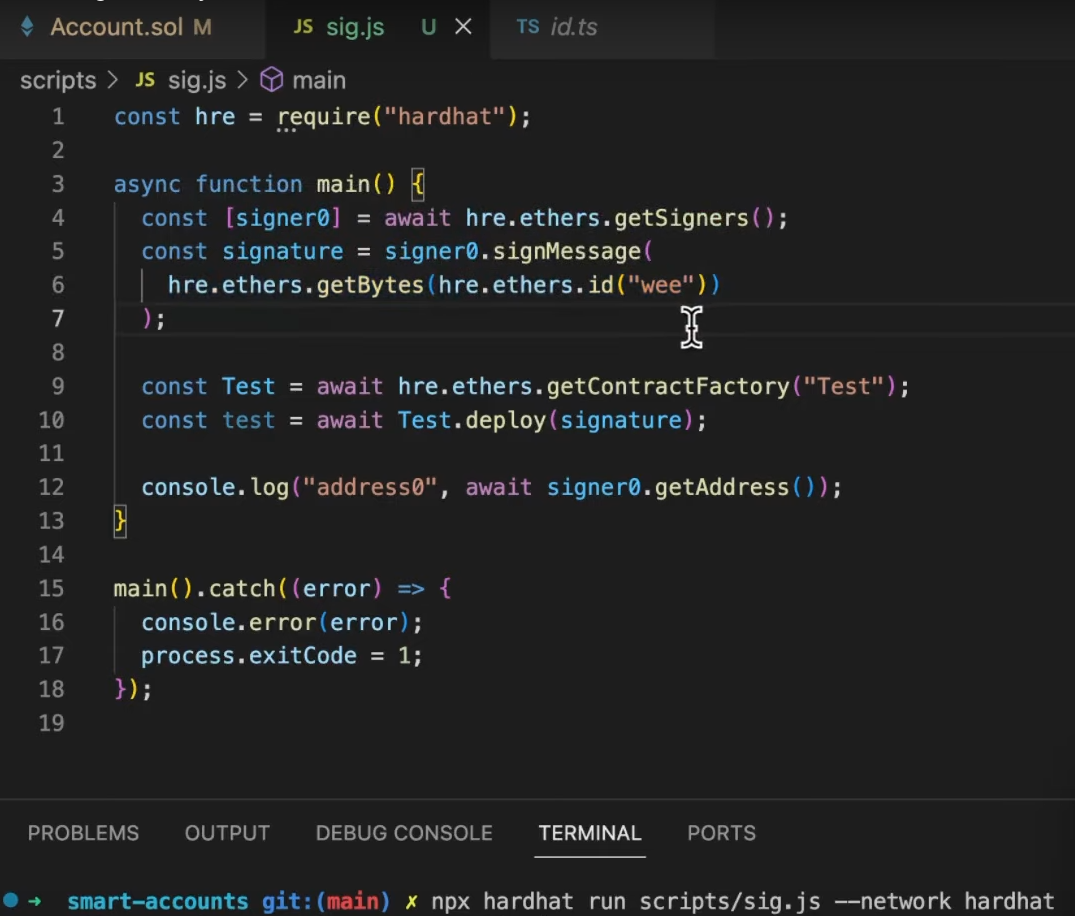 Account.sol M
JS sig.js U
TS id.ts
scripts > JS sig.js > main
1 const hre = require("hardhat");
2
3 async function main() {
4 const [signer0] = await hre.ethers.getSigners();
5 const signature = signer0.signMessage(
6 hre.ethers.getBytes(hre.ethers.id("wee"))
7 );
8
9 const Test = await hre.ethers.getContractFactory("Test");
10 const test = await Test.deploy(signature);
11
12 console.log("address0", await signer0.getAddress());
13 }
14
15 main().catch((error) => {
16 console.error(error);
17 process.exitCode = 1;
18 });
19
PROBLEMS OUTPUT DEBUG CONSOLE TERMINAL PORTS
➜ smart-accounts git:(main) ✗ npx hardhat run scripts/sig.js --network hardhat